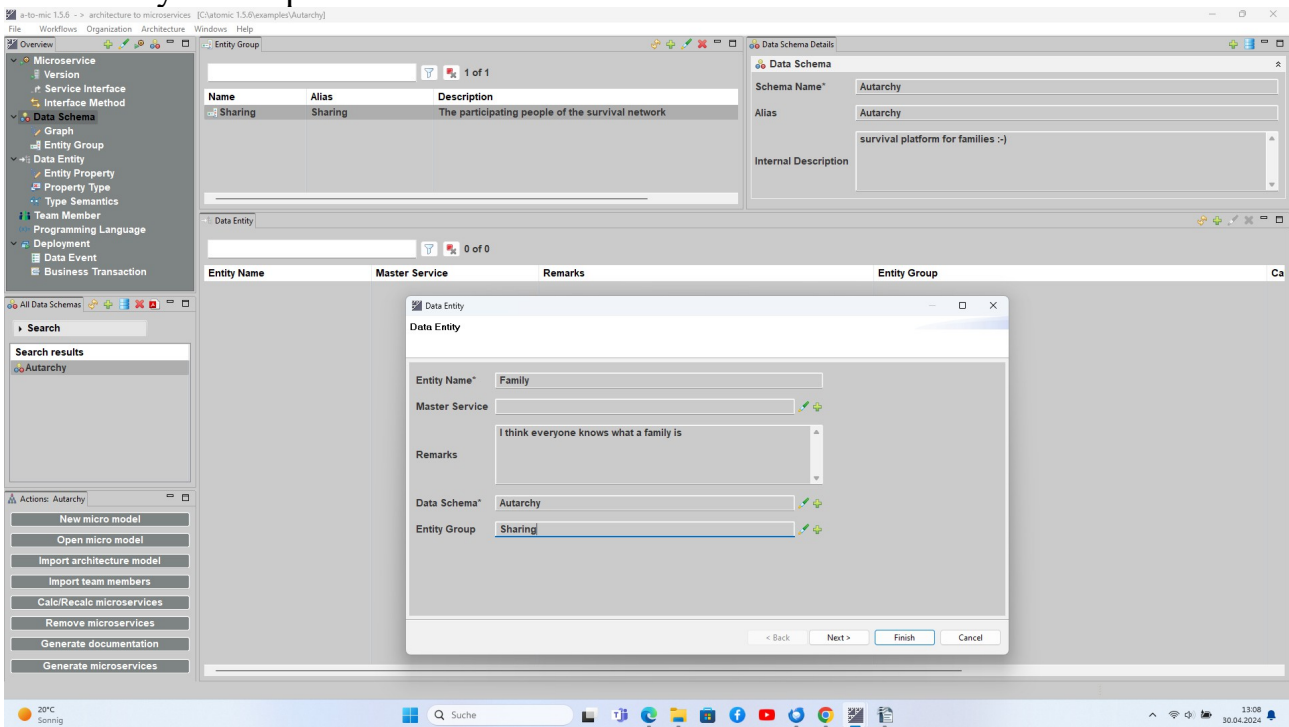 a-to-mic 1.5.6 - > architecture to microservices [C:\atomic 1.5.6\examples\Autarchy]
File Workflows Organization Architecture Windows Help
Overview
Microservice
Version
Service Interface
Interface Method
Data Schema
Graph
Entity Group
Data Entity
Entity Property
Property Type
Type Semantics
Team Member
Programming Language
Deployment
Data Event
Business Transaction
Entity Group
1 of 1
Name Alias Description
Sharing Sharing The participating people of the survival network
Data Schema Details
Data Schema
Schema Name* Autarchy
Alias Autarchy
Internal Description survival platform for families :-)
Data Entity
0 of 0
Entity Name Master Service Remarks Entity Group Ca
All Data Schemas
Search
Search results
Autarchy
Actions: Autarchy
New micro model
Open micro model
Import architecture model
Import team members
Calc/Recalc microservices
Remove microservices
Generate documentation
Generate microservices
Data Entity
Data Entity
Entity Name* Family
Master Service
Remarks I think everyone knows what a family is
Data Schema* Autarchy
Entity Group Sharing
< Back Next > Finish Cancel
20°C
Sonnig
Suche
13:08
30.04.2024